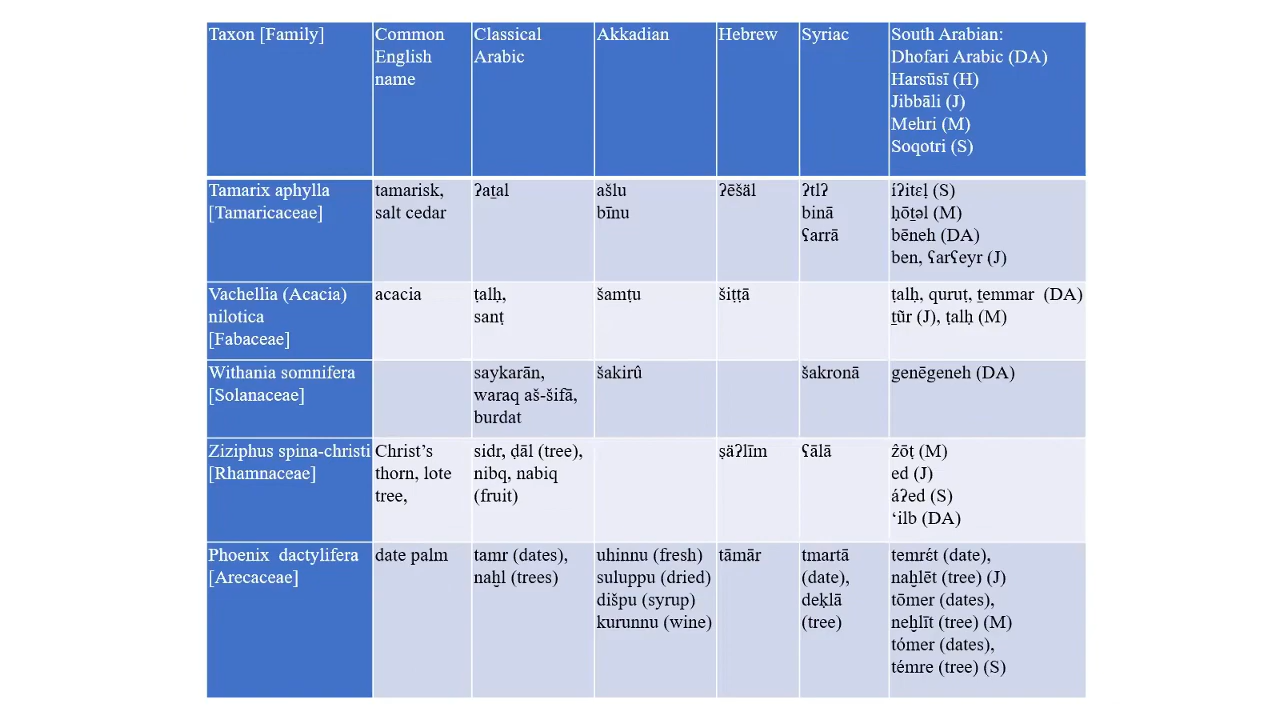 Taxon [Family]
Common
English
name
Classical
Arabic
Akkadian
Hebrew
Syriac
South Arabian:
Dhofari Arabic (DA)
Harsūsī (H)
Jibbāli (J)
Mehri (M)
Soqotri (S)
Tamarix aphylla
[Tamaricaceae]
tamarisk,
salt cedar
ʔaṯal
ašlu
bīnu
ʔēšäl
ʔtlʔ
binā
ʕarrā
íʔitɛḷ (S)
ḥōṯəl (M)
bēneh (DA)
ben, ʕarʕeyr (J)
Vachellia (Acacia)
nilotica
[Fabaceae]
acacia
ṭalḥ,
sanṭ
šamṭu
šiṭṭā
ṭalḥ, quruṭ, ṯemmar (DA)
ṯũr (J), ṭalḥ (M)
Withania somnifera
[Solanaceae]
saykarān,
waraq aš-šifā,
burdat
šakirû
šakronā
genēgeneh (DA)
Ziziphus spina-christi
[Rhamnaceae]
Christ’s
thorn, lote
tree,
sidr, ḍāl (tree),
nibq, nabiq
(fruit)
ṣäʔlīm
ʕālā
ẑōṭ (M)
ed (J)
áʔed (S)
‘ilb (DA)
Phoenix dactylifera
[Arecaceae]
date palm
tamr (dates),
naḫl (trees)
uhinnu (fresh)
suluppu (dried)
dišpu (syrup)
kurunnu (wine)
tāmār
tmartā
(date),
deḳlā
(tree)
temrɛ́t (date),
naḫlēt (tree) (J)
tōmer (dates),
neḫlīt (tree) (M)
tómer (dates),
témre (tree) (S)